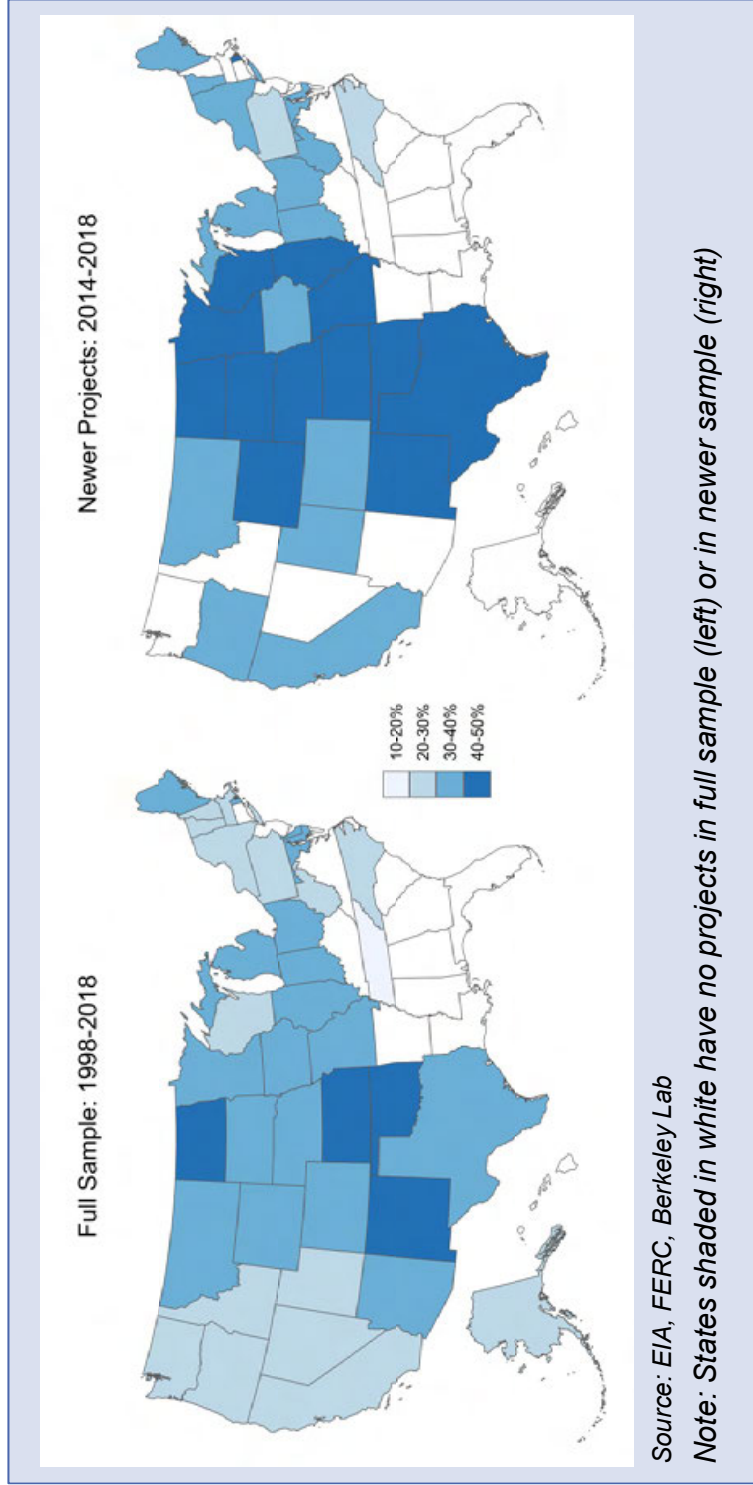 Full Sample: 1998-2018
Newer Projects: 2014-2018
10-20%
20-30%
30-40%
40-50%
Source: EIA, FERC, Berkeley Lab
Note: States shaded in white have no projects in full sample (left) or in newer sample (right)